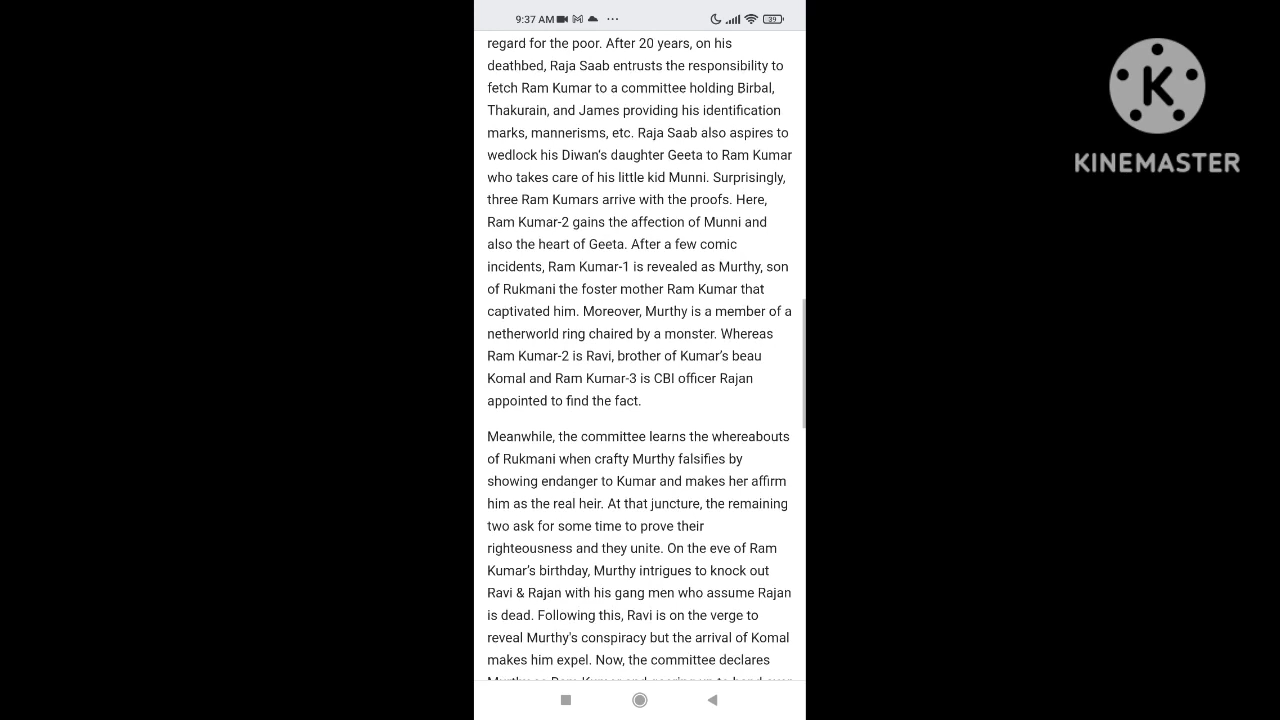 9:37 AM
39
regard for the poor. After 20 years, on his
deathbed, Raja Saab entrusts the responsibility to
fetch Ram Kumar to a committee holding Birbal,
Thakurain, and James providing his identification
marks, mannerisms, etc. Raja Saab also aspires to
wedlock his Diwan's daughter Geeta to Ram Kumar
who takes care of his little kid Munni. Surprisingly,
three Ram Kumars arrive with the proofs. Here,
Ram Kumar-2 gains the affection of Munni and
also the heart of Geeta. After a few comic
incidents, Ram Kumar-1 is revealed as Murthy, son
of Rukmani the foster mother Ram Kumar that
captivated him. Moreover, Murthy is a member of a
netherworld ring chaired by a monster. Whereas
Ram Kumar-2 is Ravi, brother of Kumar's beau
Komal and Ram Kumar-3 is CBI officer Rajan
appointed to find the fact.
Meanwhile, the committee learns the whereabouts
of Rukmani when crafty Murthy falsifies by
showing endanger to Kumar and makes her affirm
him as the real heir. At that juncture, the remaining
two ask for some time to prove their
righteousness and they unite. On the eve of Ram
Kumar's birthday, Murthy intrigues to knock out
Ravi & Rajan with his gang men who assume Rajan
is dead. Following this, Ravi is on the verge to
reveal Murthy's conspiracy but the arrival of Komal
makes him expel. Now, the committee declares
K
KINEMASTER